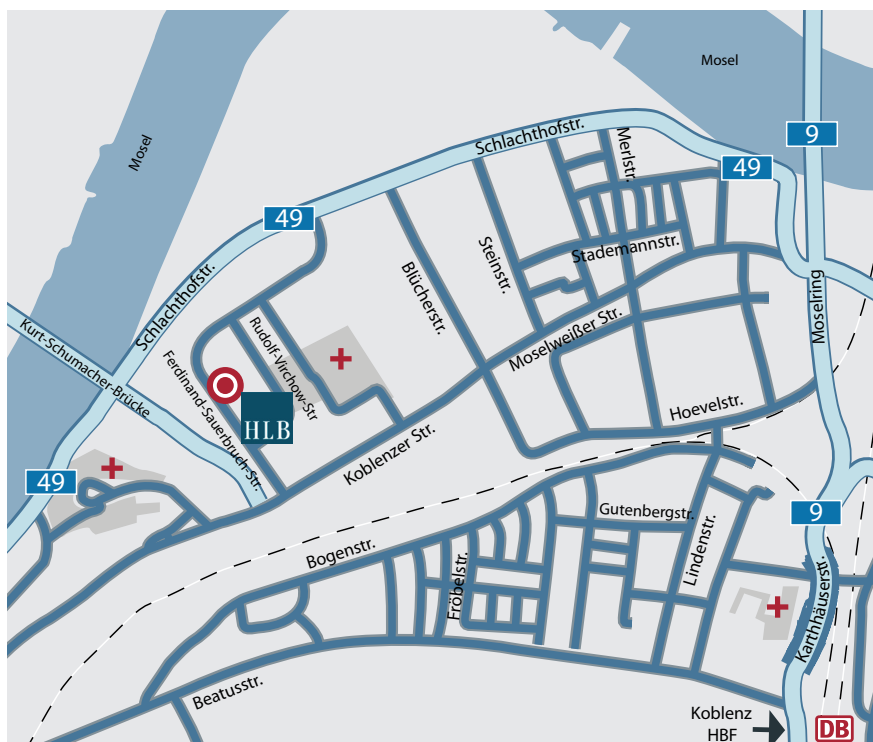 Mosel
9
Schlachthofstr.
Merlstr.
Mosel
49
49
Steinstr.
Stademannstr.
Schlachthofstr.
Blücherstr.
Moselring
Kurt-Schumacher-Brücke
Rudolf-Virchow-Str
Moselweißer Str.
Ferdinand-Sauerbruch-Str.
HLB
Hoevelstr.
Koblenzer Str.
49
9
Gutenbergstr.
Bogenstr.
Lindenstr.
Fröbelstr.
Karthhäuserstr.
Beatusstr.
Koblenz
HBF
DB